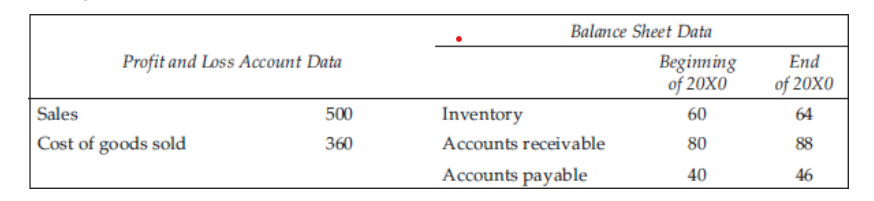 Balance Sheet Data
Profit and Loss Account Data Beginning of 20X0 End of 20X0
Sales 500 Inventory 60 64
Cost of goods sold 360 Accounts receivable 80 88
Accounts payable 40 46